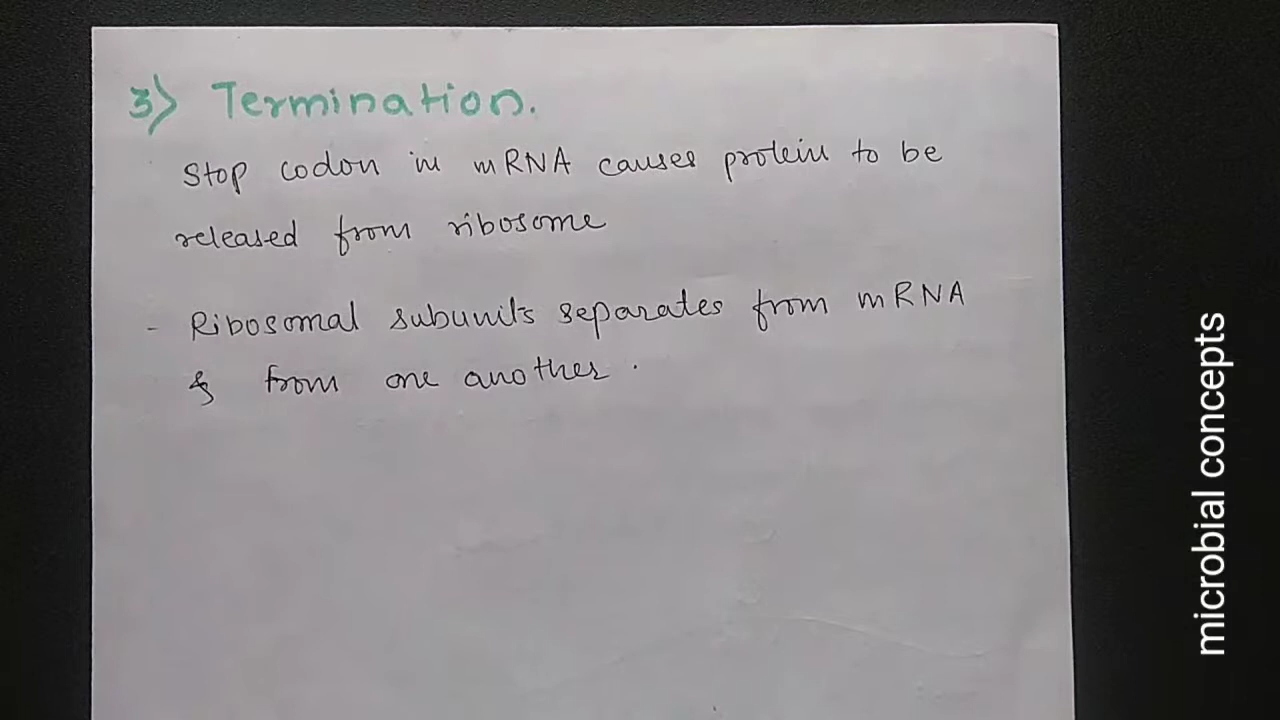 3) Termination.
Stop codon in mRNA causes protein to be
released from ribosome
- Ribosomal subunits separates from mRNA
& from one another.
microbial concepts